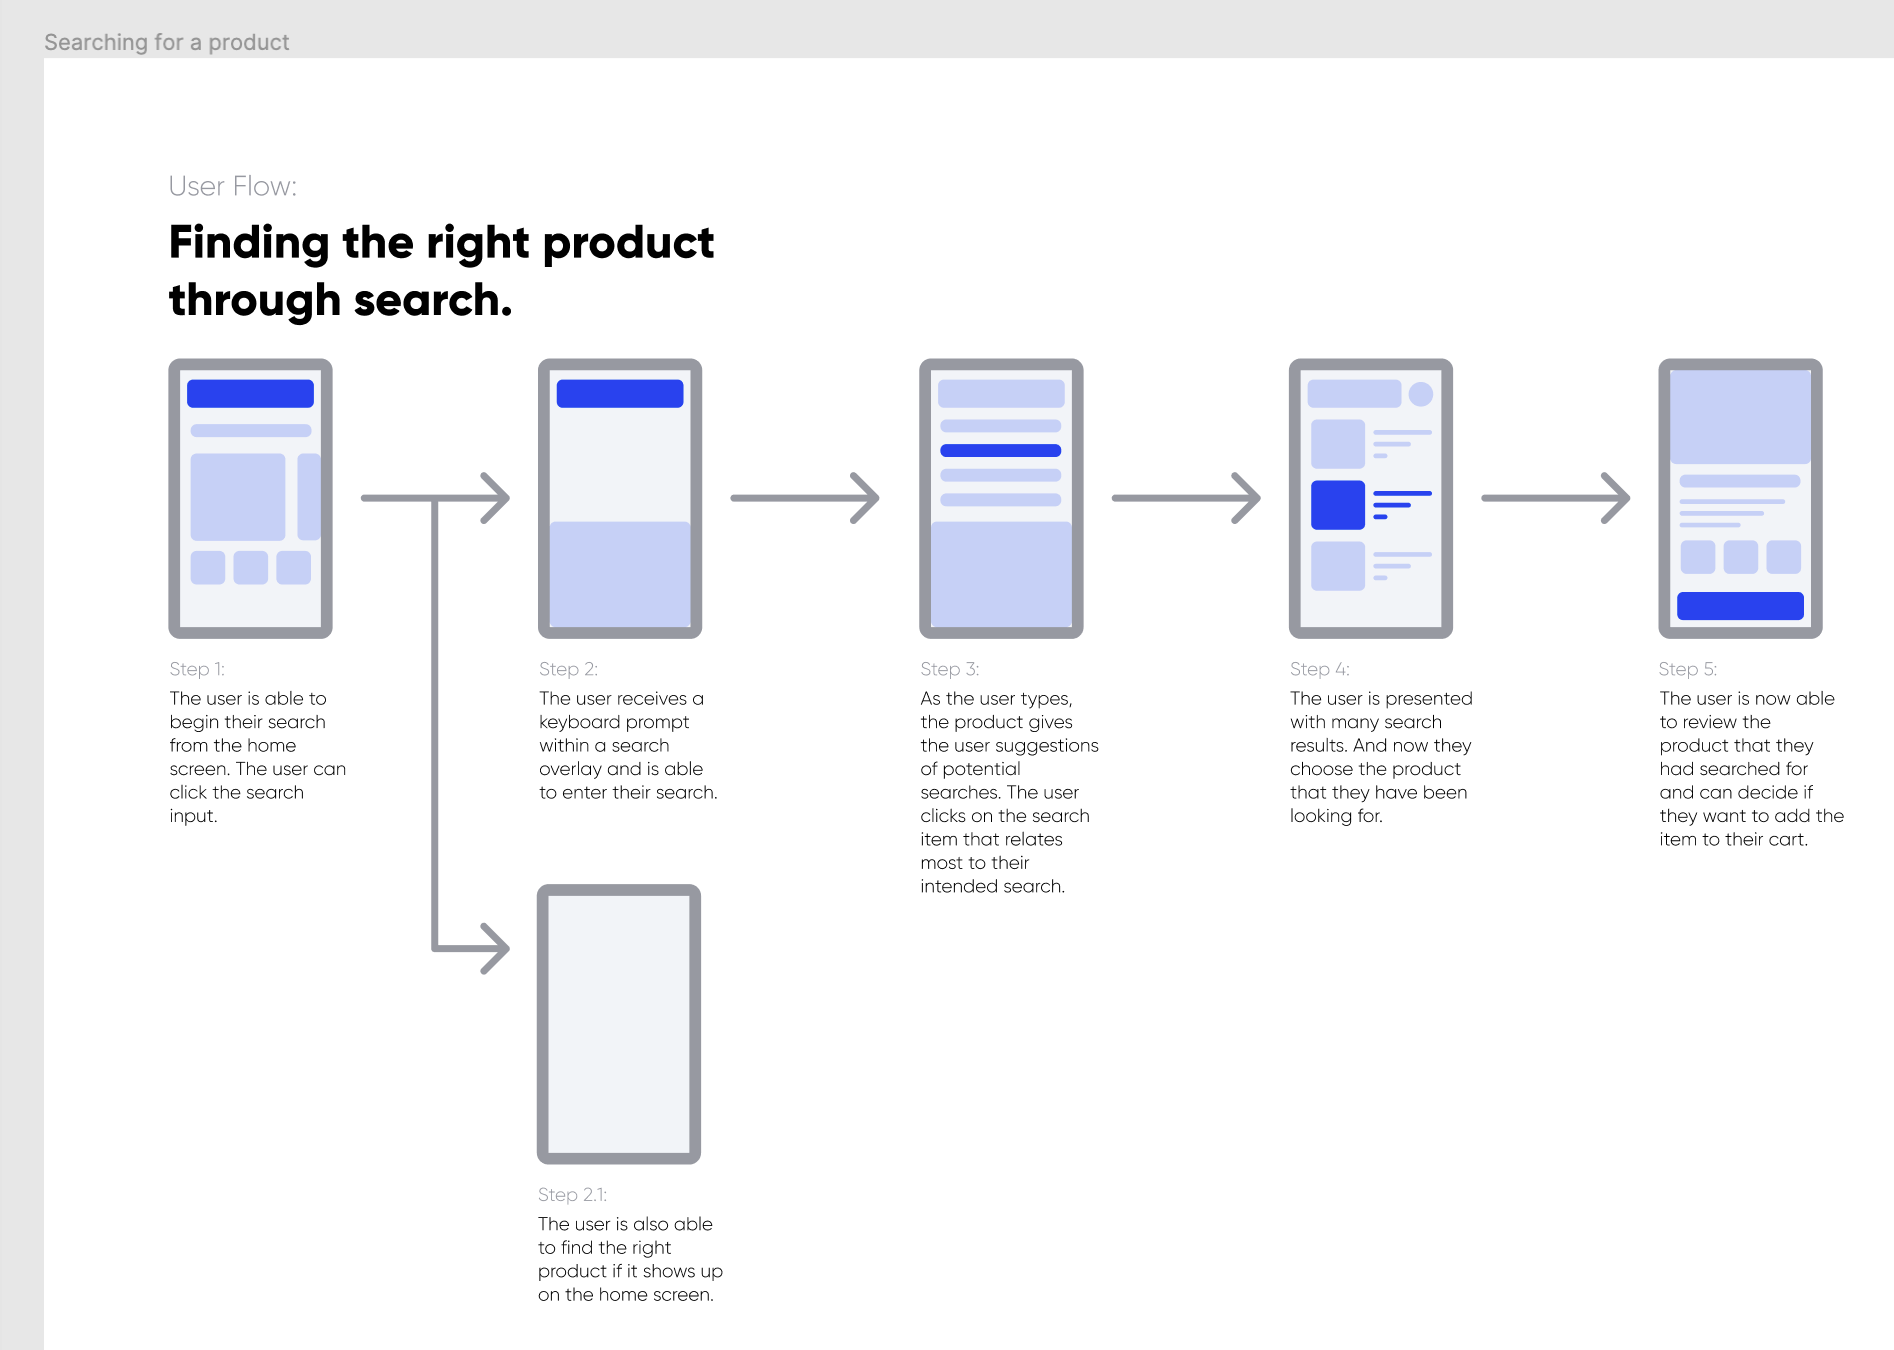 Searching for a product
User Flow:
Finding the right product
through search.
Step 1:
The user is able to
begin their search
from the home
screen. The user can
click the search
input.
Step 2:
The user receives a
keyboard prompt
within a search
overlay and is able
to enter their search.
Step 3:
As the user types,
the product gives
the user suggestions
of potential
searches. The user
clicks on the search
item that relates
most to their
intended search.
Step 4:
The user is presented
with many search
results. And now they
choose the product
that they have been
looking for.
Step 5:
The user is now able
to review the
product that they
had searched for
and can decide if
they want to add the
item to their cart.
Step 2.1:
The user is also able
to find the right
product if it shows up
on the home screen.